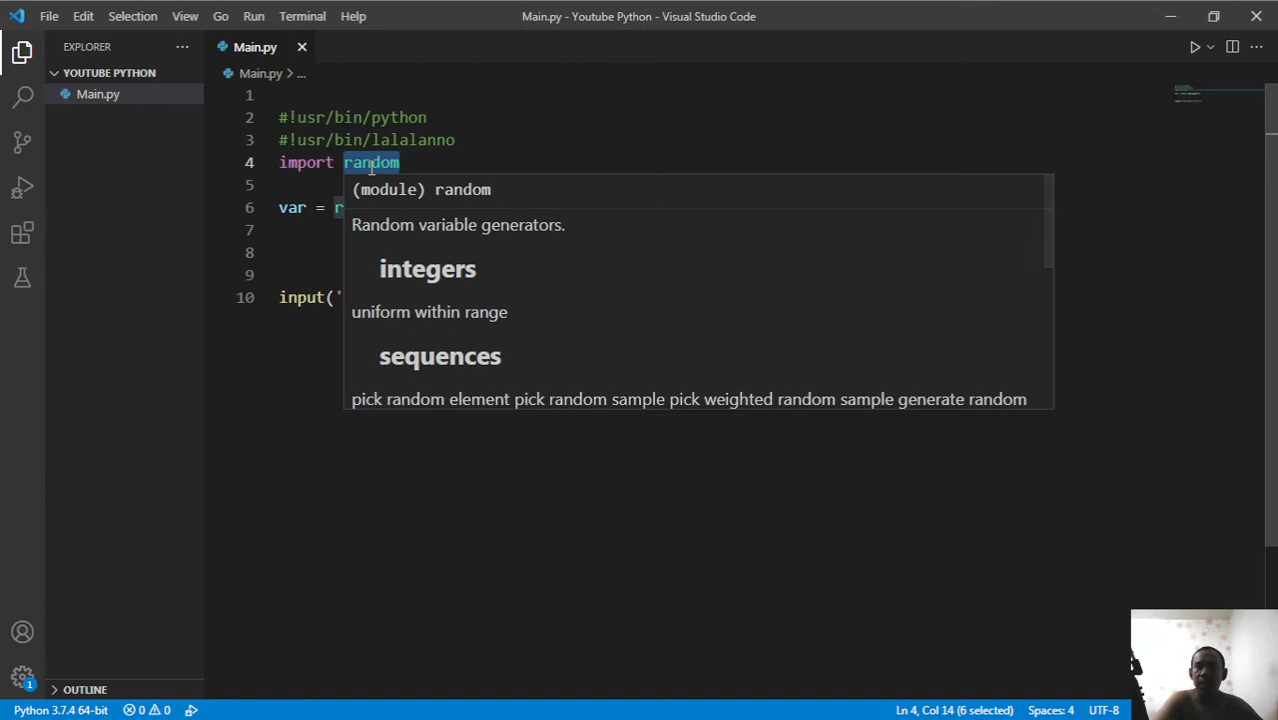 File Edit Selection View Go Run Terminal Help Main.py - Youtube Python - Visual Studio Code
EXPLORER
Main.py
YOUTUBE PYTHON
Main.py
Main.py > ...
1
2 #!usr/bin/python
3 #!usr/bin/lalalanno
4 import random
5
6 var = r
7
8
9
10 input('
(module) random
Random variable generators.
integers
uniform within range
sequences
pick random element pick random sample pick weighted random sample generate random
OUTLINE
1
Python 3.7.4 64-bit 0 0 Ln 4, Col 14 (6 selected) Spaces: 4 UTF-8